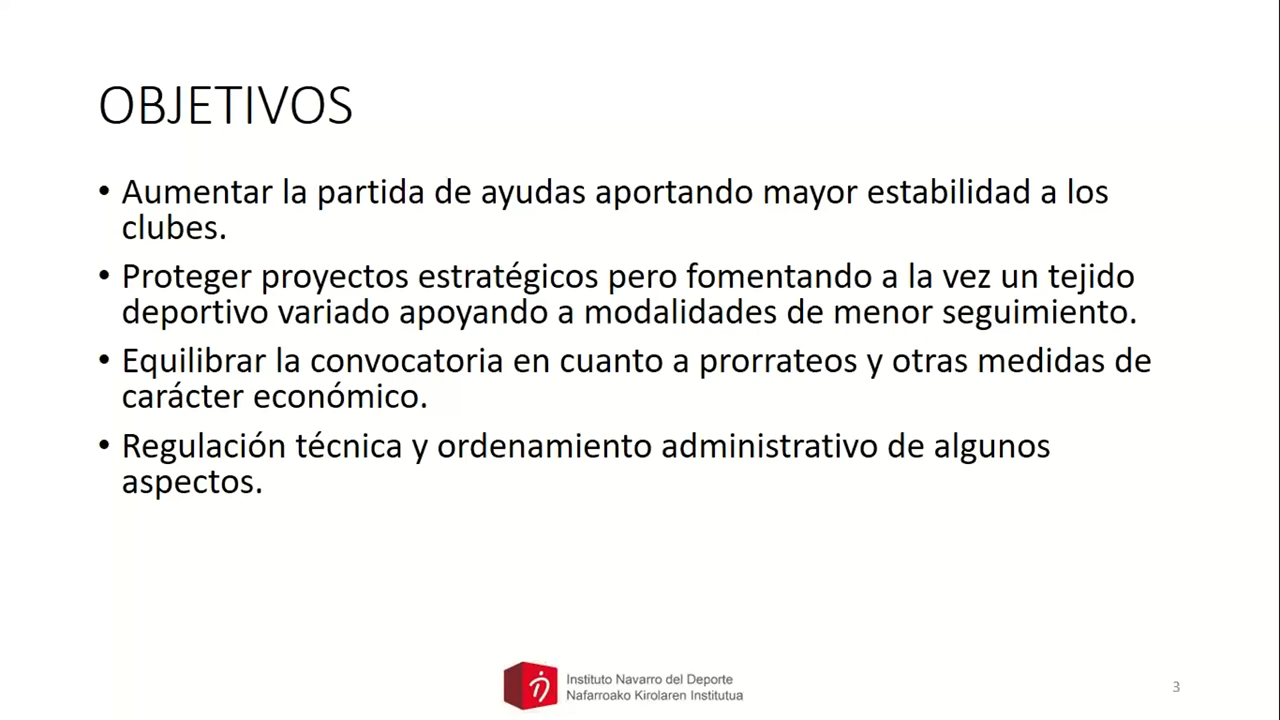 OBJETIVOS
• Aumentar la partida de ayudas aportando mayor estabilidad a los
clubes.
• Proteger proyectos estratégicos pero fomentando a la vez un tejido
deportivo variado apoyando a modalidades de menor seguimiento.
• Equilibrar la convocatoria en cuanto a prorrateos y otras medidas de
carácter económico.
• Regulación técnica y ordenamiento administrativo de algunos
aspectos.
Instituto Navarro del Deporte
Nafarroako Kirolaren Institutua
3